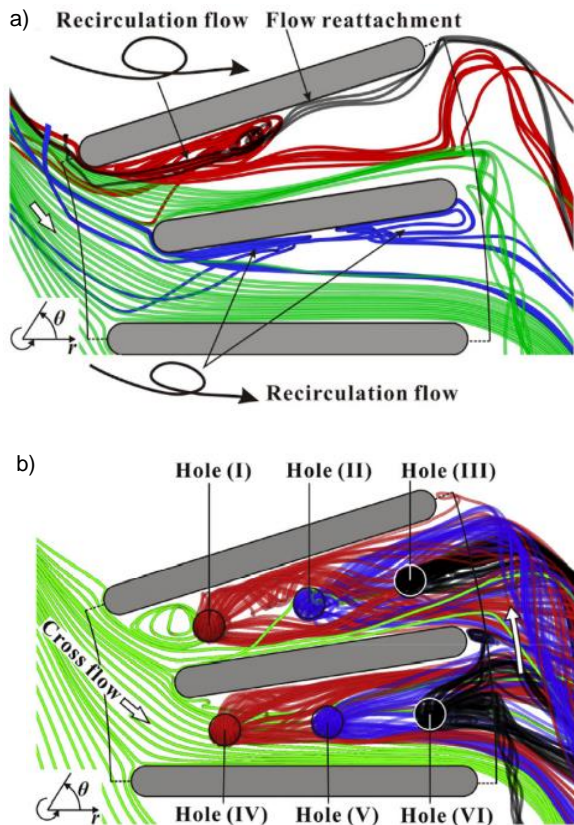 a)
Recirculation flow
Flow reattachment
θ
r
Recirculation flow
b)
Hole (I)
Hole (II)
Hole (III)
Cross flow
θ
r
Hole (IV)
Hole (V)
Hole (VI)